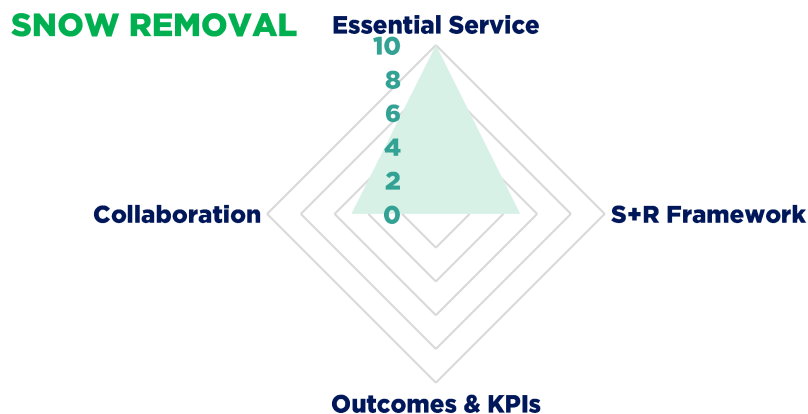 SNOW REMOVAL
Essential Service
10
8
6
4
2
0
Collaboration
S+R Framework
Outcomes & KPIs